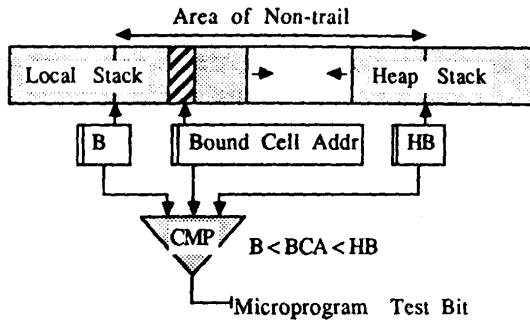 Area of Non-trail
Local Stack
Heap Stack
B
Bound Cell Addr
HB
CMP
B<BCA<HB
Microprogram Test Bit